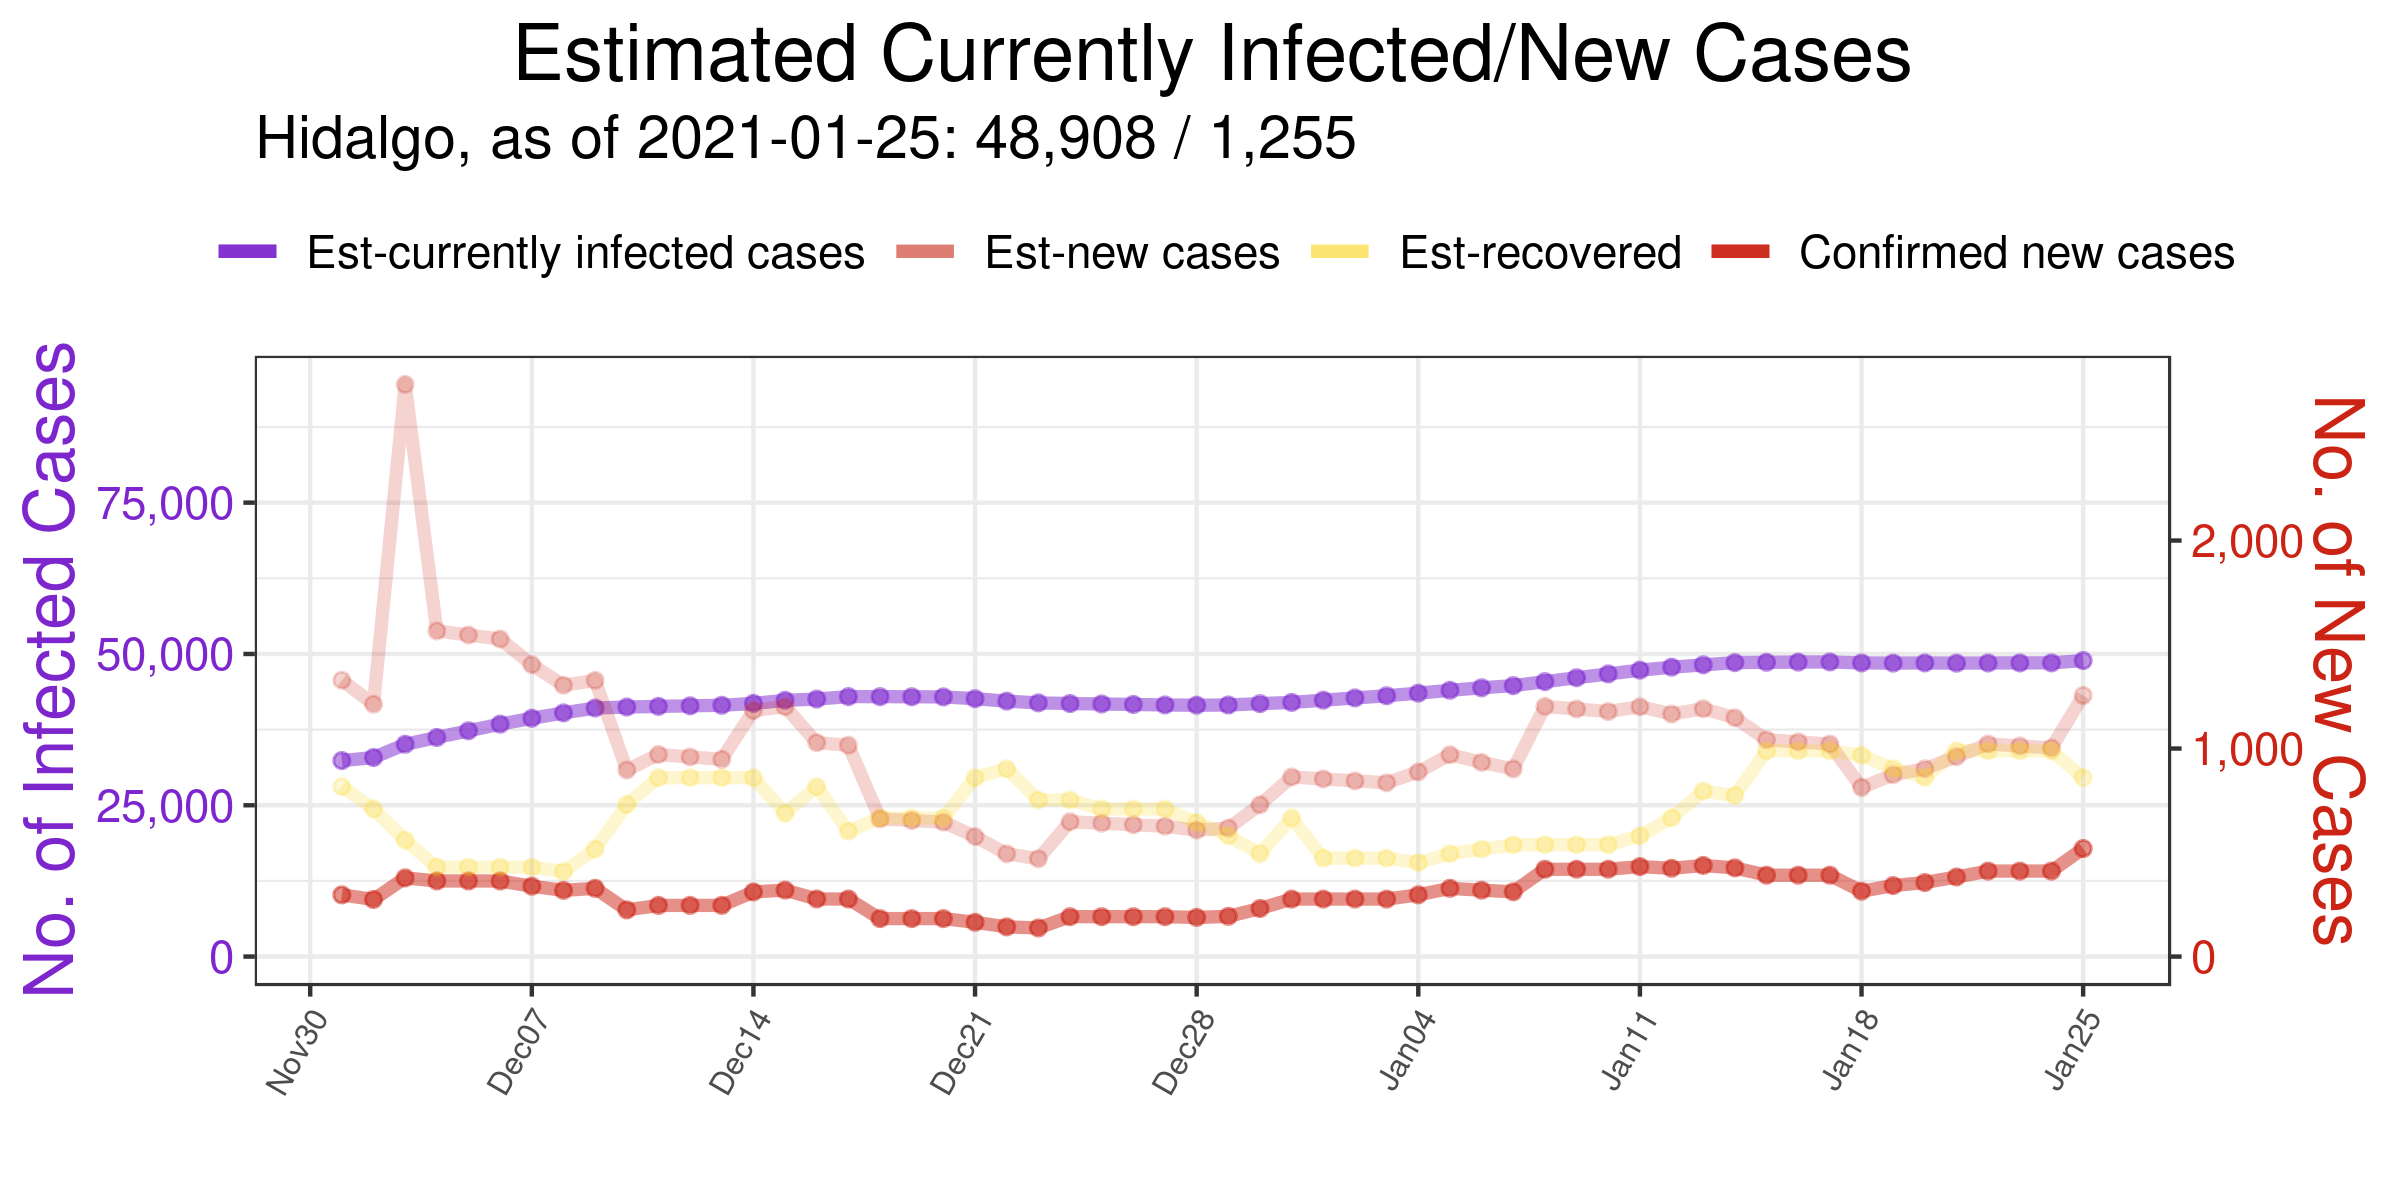 Estimated Currently Infected/New Cases
Hidalgo, as of 2021-01-25: 48,908 / 1,255
Est-currently infected cases Est-new cases Est-recovered Confirmed new cases
No. of Infected Cases
75,000
50,000
25,000
0
2,000
1,000
0
No. of New Cases
Nov30 Dec07 Dec14 Dec21 Dec28 Jan04 Jan11 Jan18 Jan25